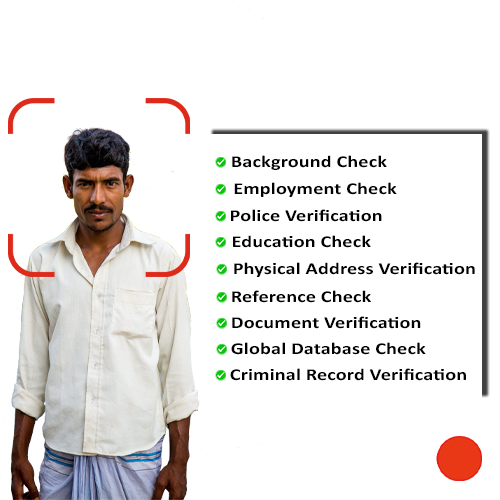 Background Check
Employment Check
Police Verification
Education Check
Physical Address Verification
Reference Check
Document Verification
Global Database Check
Criminal Record Verification